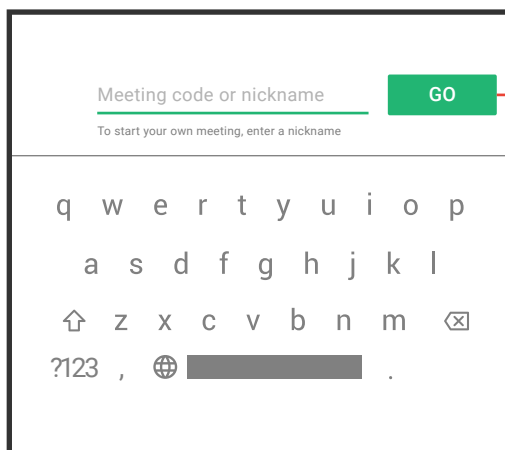 Meeting code or nickname
GO
To start your own meeting, enter a nickname
q w e r t y u i o p
a s d f g h j k l
z x c v b n m
?123 , .